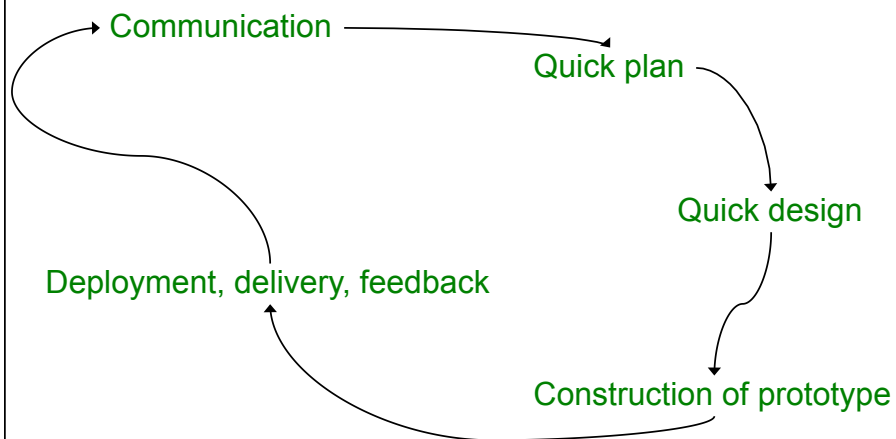 Communication
Quick plan
Quick design
Deployment, delivery, feedback
Construction of prototype